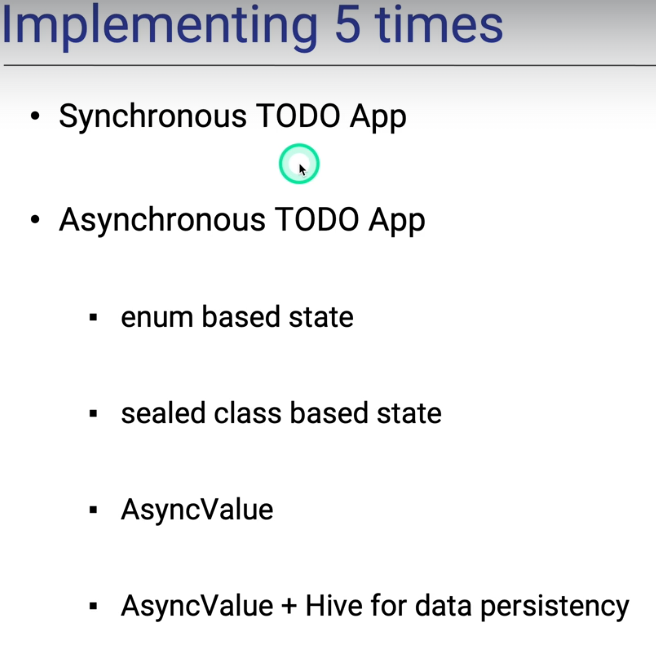 Implementing 5 times
• Synchronous TODO App
• Asynchronous TODO App
▪ enum based state
▪ sealed class based state
▪ AsyncValue
▪ AsyncValue + Hive for data persistency